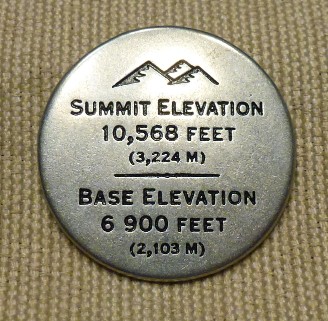 SUMMIT ELEVATION
10,568 FEET
(3,224 M)
BASE ELEVATION
6 900 FEET
(2,103 M)